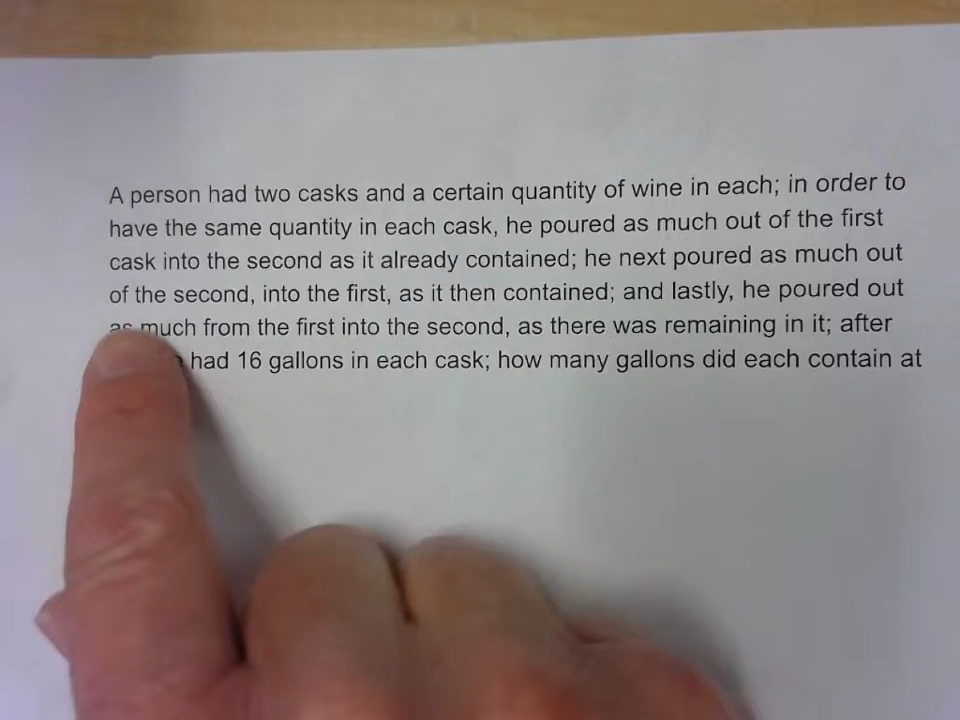 A person had two casks and a certain quantity of wine in each; in order to
have the same quantity in each cask, he poured as much out of the first
cask into the second as it already contained; he next poured as much out
of the second, into the first, as it then contained; and lastly, he poured out
as much from the first into the second, as there was remaining in it; after
had 16 gallons in each cask; how many gallons did each contain at